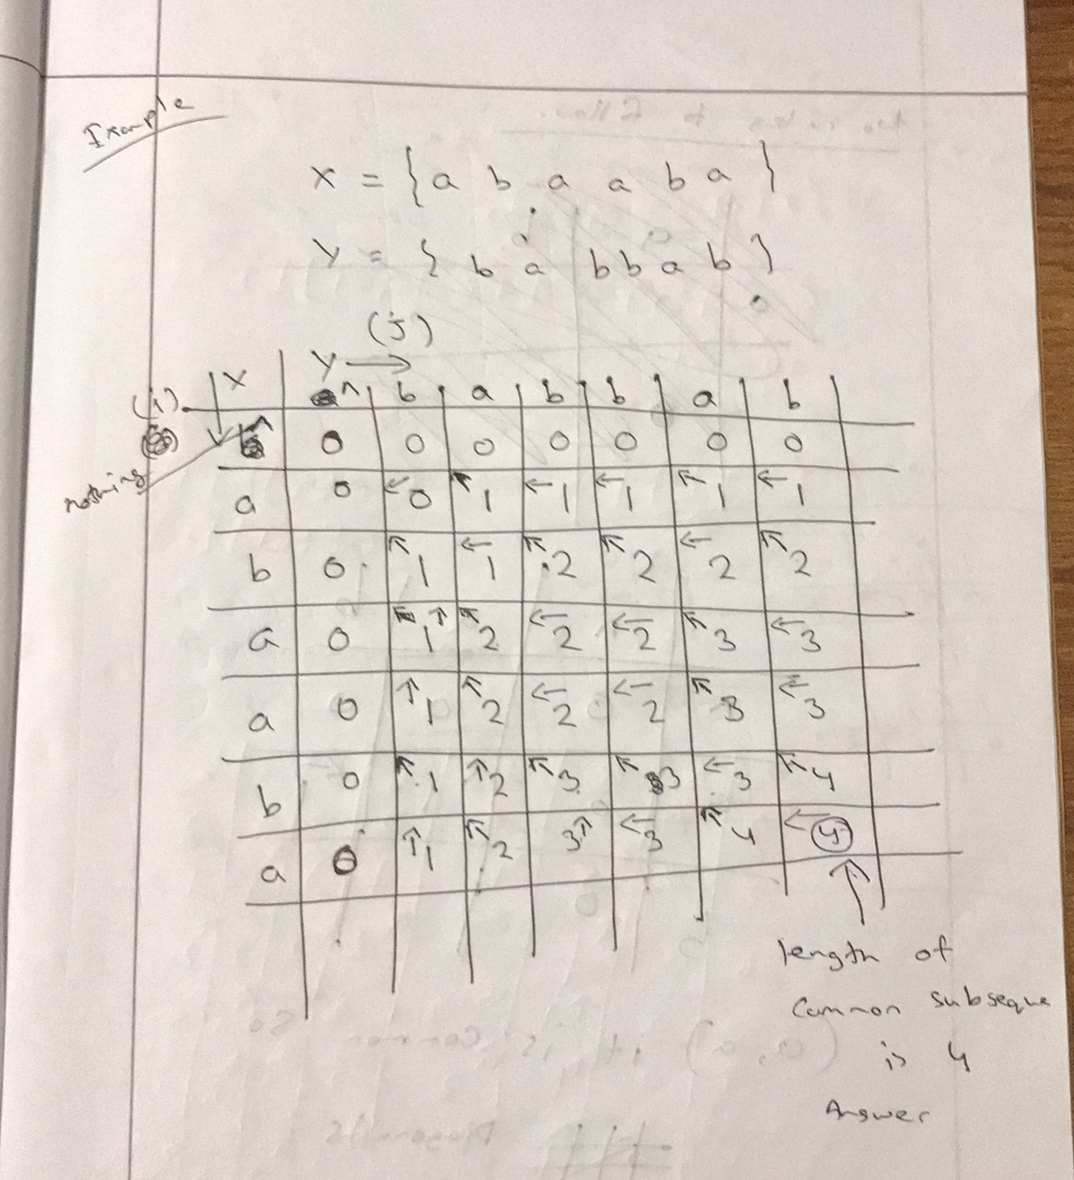 Example
X = { a b a a b a }
Y = { b a b b a b }
(j)
Y →
(i) X ^ b a b b a b
^ 0 0 0 0 0 0 0
nothing
a 0 ←0 ↖1 ←1 ←1 ↖1 ←1
b 0 ↖1 ←1 ↖2 ↖2 ←2 ↖2
a 0 1↑ ↖2 ←2 ←2 ↖3 ←3
a 0 ↑1 ↖2 ←2 ←2 ↖3 ←3
b 0 ↖1 ↑2 ↖3 ↖3 ←3 ↖4
a 0 ↑1 ↖2 3↑ ←3 ↖4 ←4
length of
Common subseque
is 4
Answer